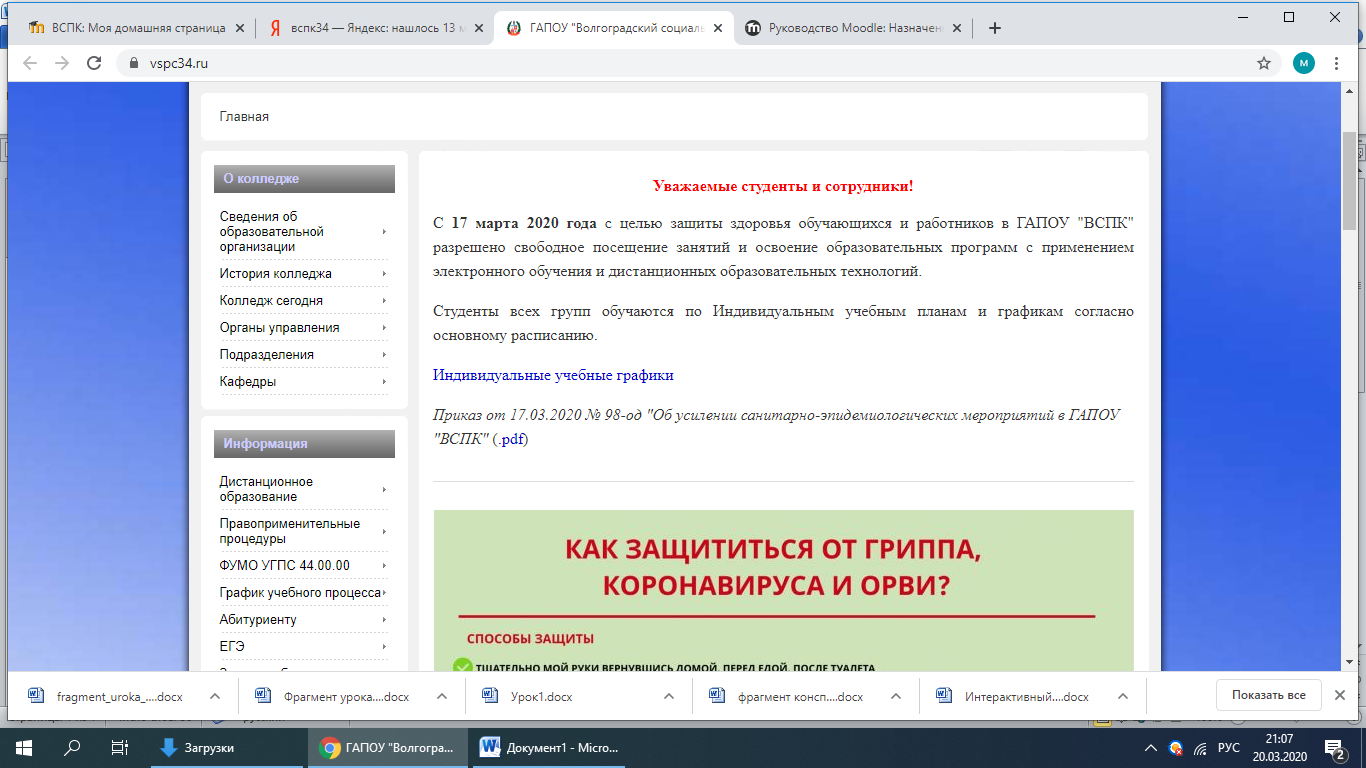 ВСПК: Моя домашняя страница
вспк34 — Яндекс: нашлось 13 м
ГАПОУ "Волгоградский социаль
Руководство Moodle: Назначен
vspc34.ru
М
Главная
О колледже
Сведения об
образовательной
организации
История колледжа
Колледж сегодня
Органы управления
Подразделения
Кафедры
Информация
Дистанционное
образование
Правоприменительные
процедуры
ФУМО УГПС 44.00.00
График учебного процесса
Абитуриенту
ЕГЭ
Уважаемые студенты и сотрудники!
С 17 марта 2020 года с целью защиты здоровья обучающихся и работников в ГАПОУ "ВСПК"
разрешено свободное посещение занятий и освоение образовательных программ с применением
электронного обучения и дистанционных образовательных технологий.
Студенты всех групп обучаются по Индивидуальным учебным планам и графикам согласно
основному расписанию.
Индивидуальные учебные графики
Приказ от 17.03.2020 № 98-од "Об усилении санитарно-эпидемиологических мероприятий в ГАПОУ
"ВСПК" (.pdf)
КАК ЗАЩИТИТЬСЯ ОТ ГРИППА,
КОРОНАВИРУСА И ОРВИ?
СПОСОБЫ ЗАЩИТЫ
ТЩАТЕЛЬНО МОЙ РУКИ ВЕРНУВШИСЬ ДОМОЙ, ПЕРЕД ЕДОЙ, ПОСЛЕ ТУАЛЕТА
fragment_uroka_....docx
Фрагмент урока....docx
Урок1.docx
фрагмент консп....docx
Интерактивный....docx
Показать все
Загрузки
ГАПОУ "Волгогра...
Документ1 - Micro...
РУС
21:07
20.03.2020
2